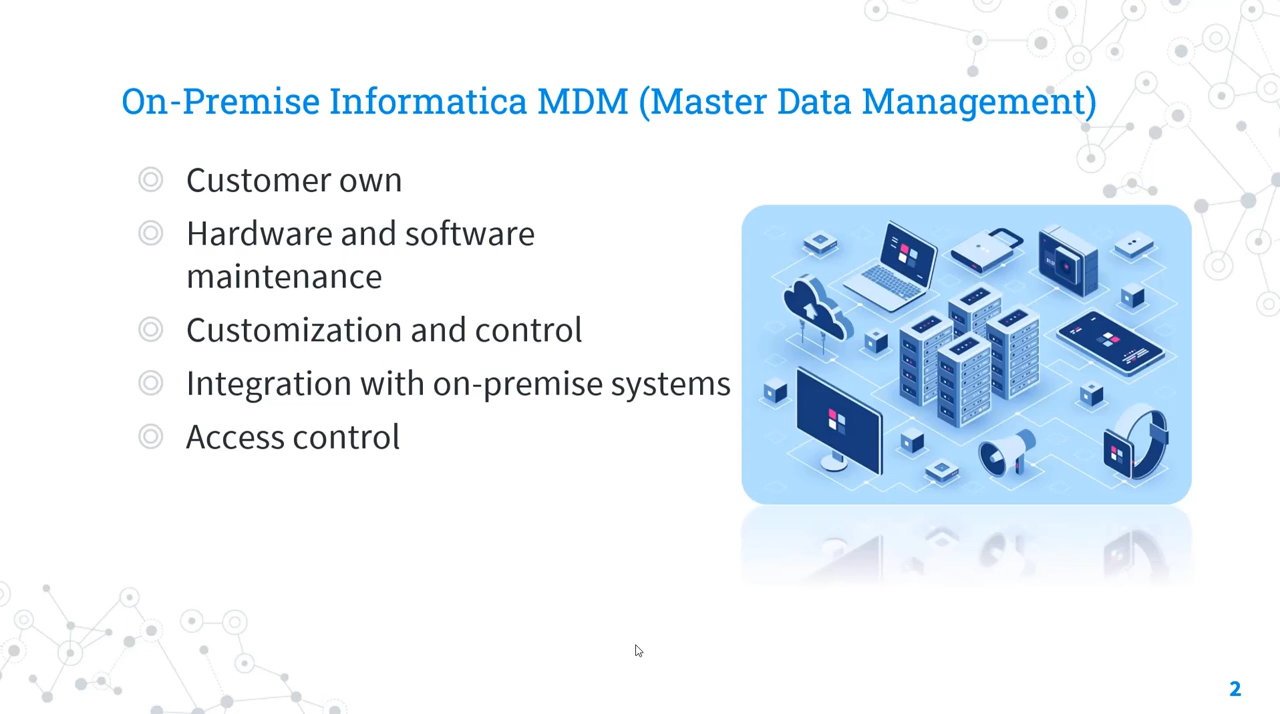 On-Premise Informatica MDM (Master Data Management)
Customer own
Hardware and software
maintenance
Customization and control
Integration with on-premise systems
Access control
2